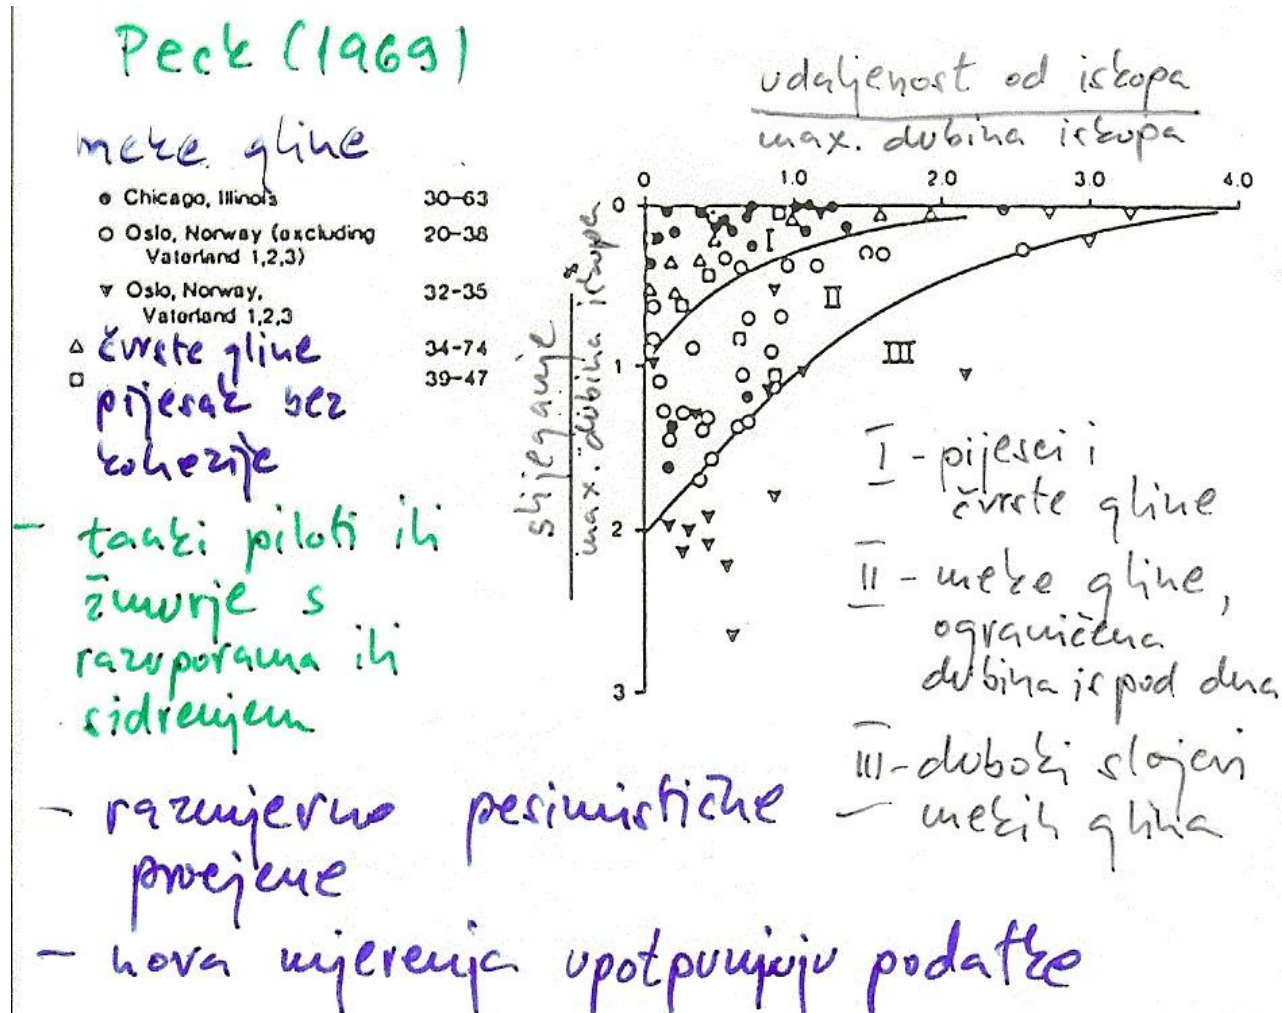 Peck (1969)
meke gline
Chicago, Illinois 30-63
Oslo, Norway (excluding 20-38
Vaterland 1,2,3)
Oslo, Norway, 32-35
Vaterland 1,2,3
čvrste gline 34-74
39-47
pijesak bez
kohezije
- tanki piloti ili
žmurje s
razuporama ili
sidrenjem
udaljenost od iskopa
max. dubina iskopa
0 1.0 2.0 3.0 4.0
0
1
2
3
slijeganje
max. dubina iskopa
%
I
II
III
I - pijesci i
čvrste gline
II - meke gline,
ograničena
dubina ispod dna
III - duboki slojevi
mekih glina
- razmjerno pesimistične
procjene
- nova mjerenja upotpunjuju podatke